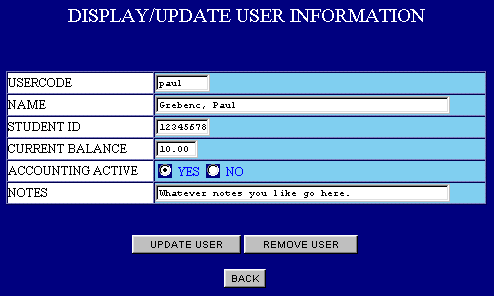 DISPLAY/UPDATE USER INFORMATION
USERCODE paul
NAME Grebenc, Paul
STUDENT ID 12345678
CURRENT BALANCE 10.00
ACCOUNTING ACTIVE YES NO
NOTES Whatever notes you like go here.
UPDATE USER REMOVE USER
BACK